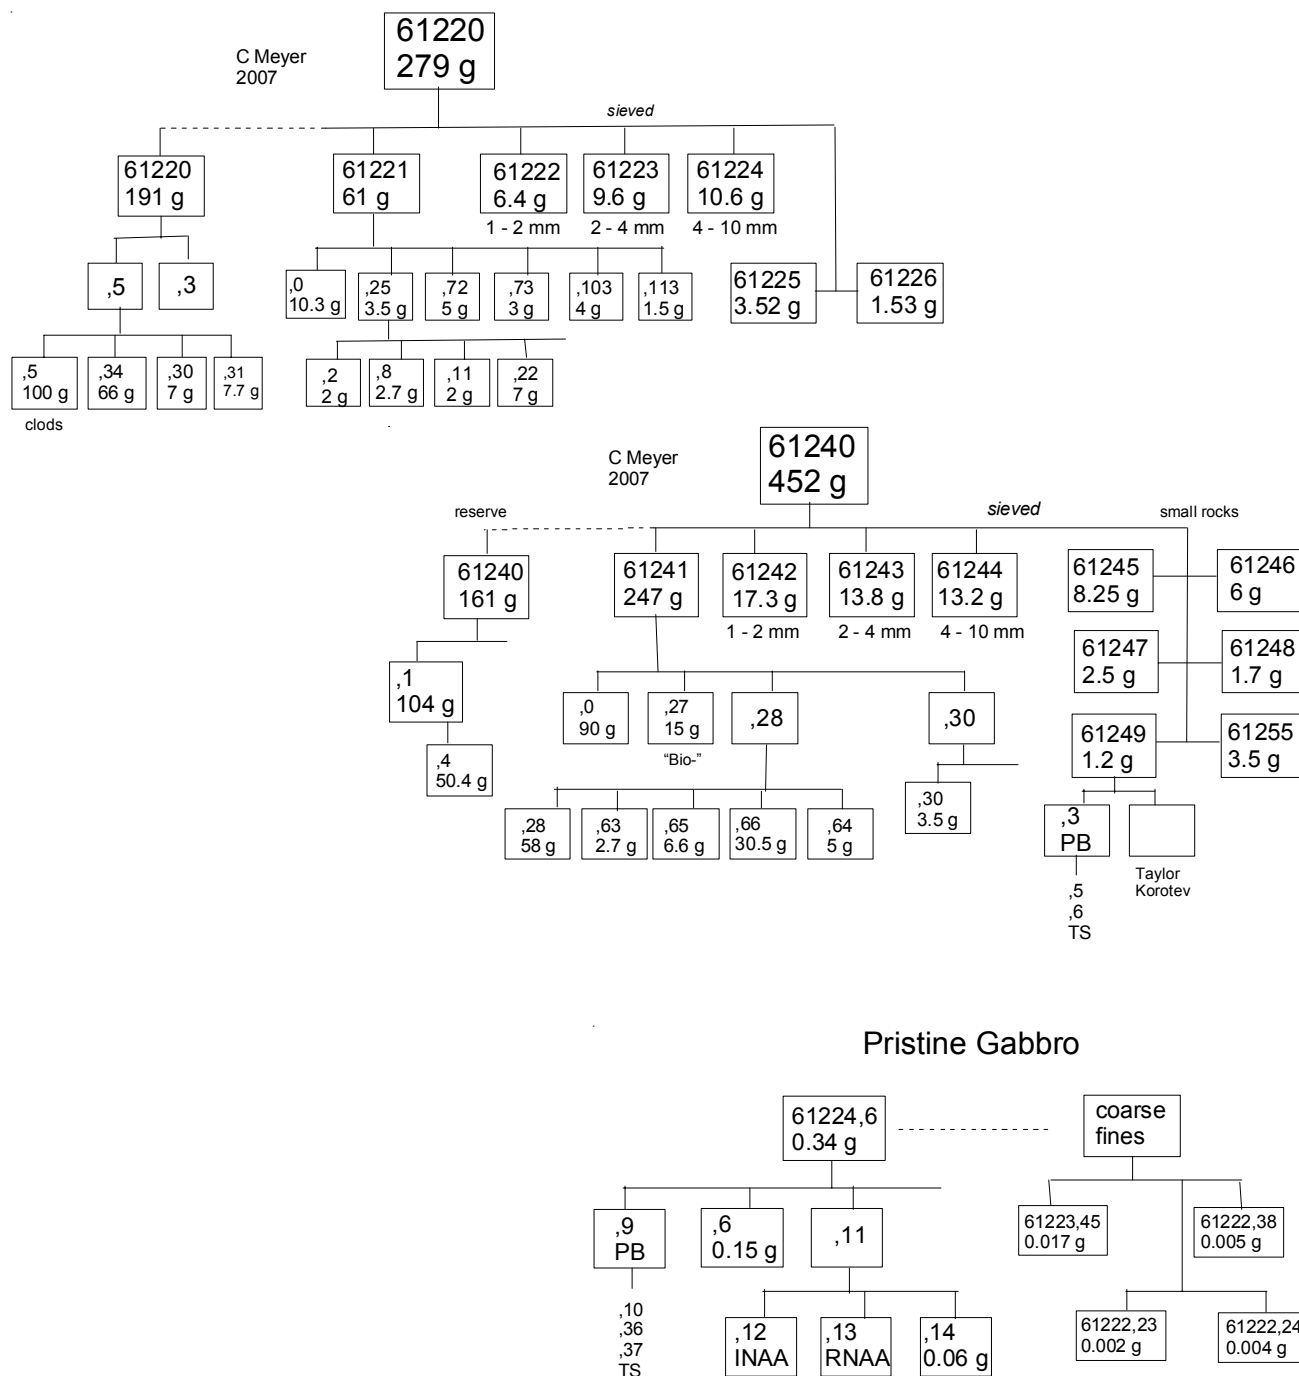 61220
279 g
C Meyer
2007
sieved
61220
191 g
61221
61 g
61222
6.4 g
1 - 2 mm
61223
9.6 g
2 - 4 mm
61224
10.6 g
4 - 10 mm
61225
3.52 g
61226
1.53 g
,5
,3
,0
10.3 g
,25
3.5 g
,72
5 g
,73
3 g
,103
4 g
,113
1.5 g
,5
100 g
clods
,34
66 g
,30
7 g
,31
7.7 g
,2
2 g
,8
2.7 g
,11
2 g
,22
7 g
61240
452 g
C Meyer
2007
reserve
sieved
small rocks
61240
161 g
61241
247 g
61242
17.3 g
1 - 2 mm
61243
13.8 g
2 - 4 mm
61244
13.2 g
4 - 10 mm
61245
8.25 g
61246
6 g
61247
2.5 g
61248
1.7 g
61249
1.2 g
61255
3.5 g
,1
104 g
,4
50.4 g
,0
90 g
,27
15 g
“Bio-”
,28
,30
,28
58 g
,63
2.7 g
,65
6.6 g
,66
30.5 g
,64
5 g
,30
3.5 g
,3
PB
,5
,6
TS
Taylor
Korotev
Pristine Gabbro
61224,6
0.34 g
coarse
fines
,9
PB
,10
,36
,37
TS
,6
0.15 g
,11
,12
INAA
,13
RNAA
,14
0.06 g
61223,45
0.017 g
61222,38
0.005 g
61222,23
0.002 g
61222,24
0.004 g